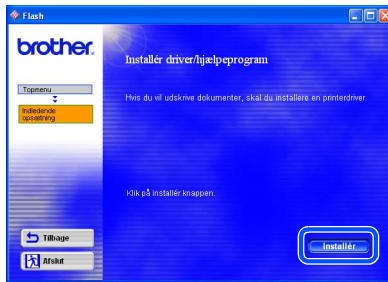 Flash
brother.
Installér driver/hjælpeprogram
Topmenu
Indledende
opsætning
Hvis du vil udskrive dokumenter, skal du installere en printerdriver.
Klik på installér knappen.
Tilbage
Afslut
Installér